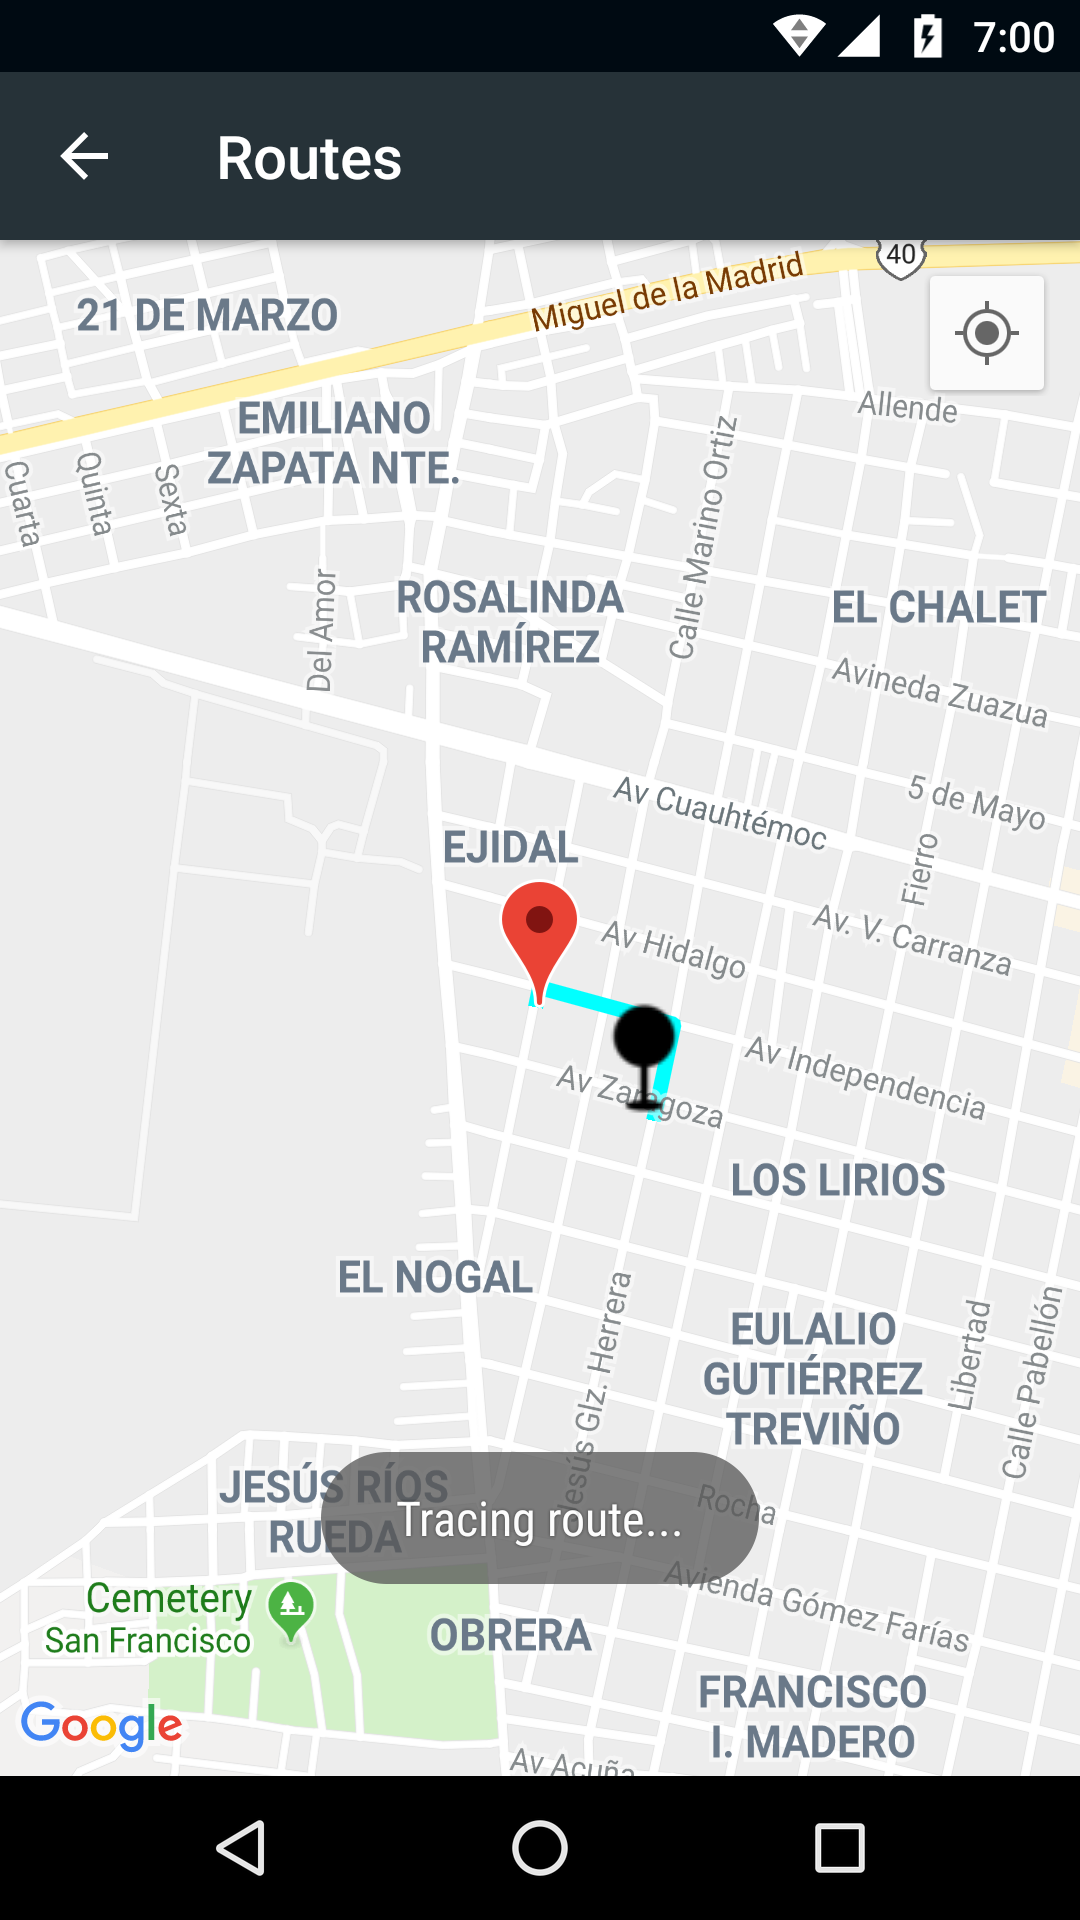 7:00
Routes
40
Miguel de la Madrid
21 DE MARZO
Allende
EMILIANO
ZAPATA NTE.
Cuarta
Quinta
Sexta
Calle Marino Ortiz
Del Amor
ROSALINDA
RAMÍREZ
EL CHALET
Avineda Zuazua
Av Cuauhtémoc
5 de Mayo
EJIDAL
Fierro
Av Hidalgo
Av. V. Carranza
Av Independencia
Av Zaragoza
LOS LIRIOS
EL NOGAL
Jesús Glz. Herrera
EULALIO
GUTIÉRREZ
TREVIÑO
Libertad
Calle Pabellón
JESÚS RÍOS
RUEDA
Tracing route...
Rocha
Avienda Gómez Farías
Cemetery
San Francisco
OBRERA
FRANCISCO
I. MADERO
Google
Av Acuña